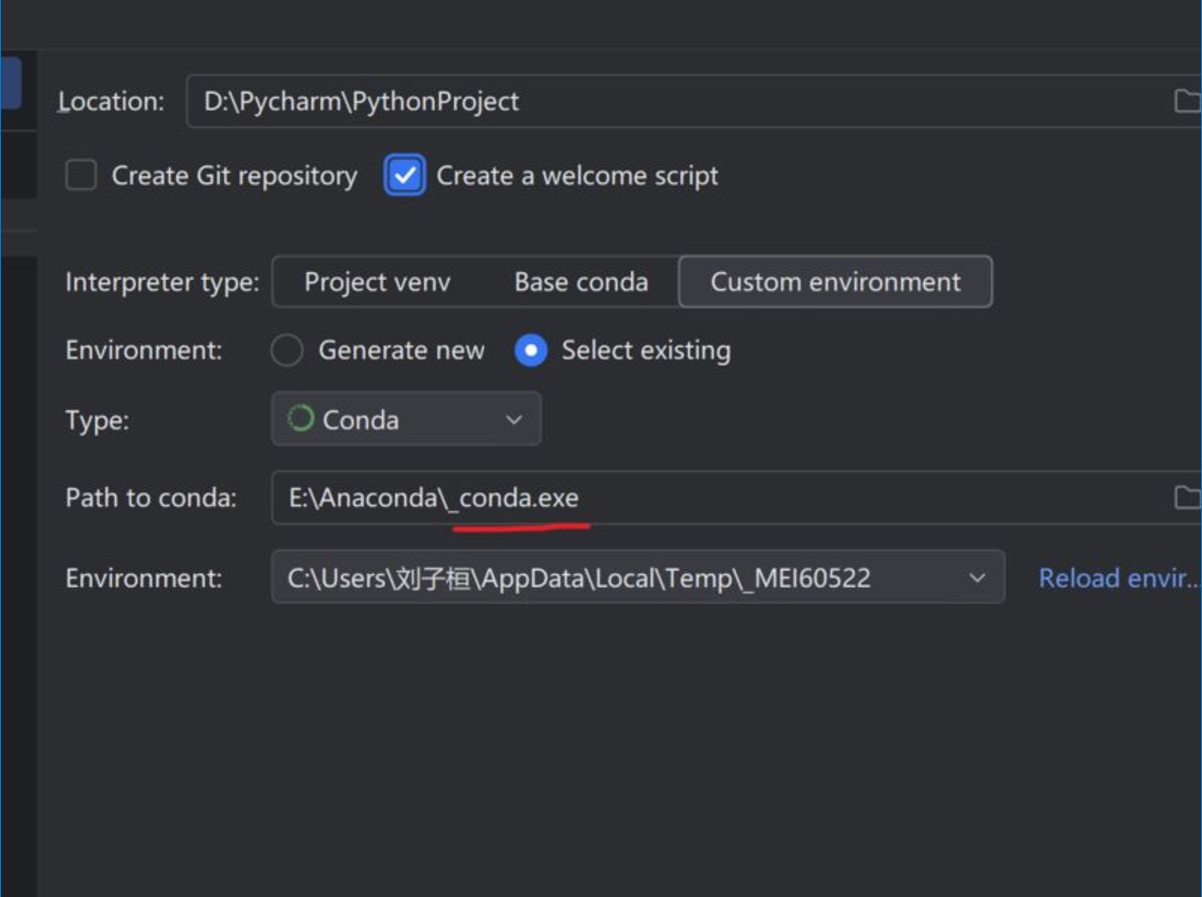 Location: D:\Pycharm\PythonProject
Create Git repository Create a welcome script
Interpreter type: Project venv Base conda Custom environment
Environment: Generate new Select existing
Type: Conda
Path to conda: E:\Anaconda\_conda.exe
Environment: C:\Users\刘子桓\AppData\Local\Temp\_MEI60522 Reload envir...